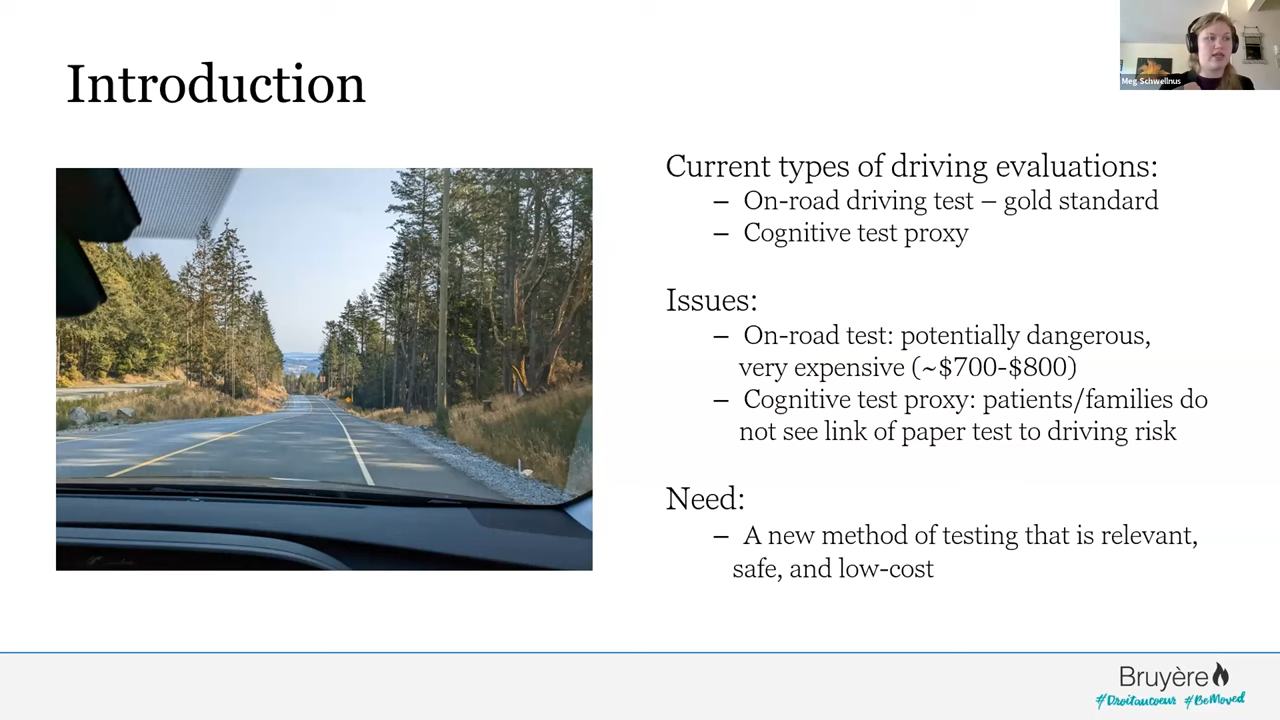 Introduction
Meg Schwellnus
Current types of driving evaluations:
– On-road driving test – gold standard
– Cognitive test proxy
Issues:
– On-road test: potentially dangerous,
very expensive (~$700-$800)
– Cognitive test proxy: patients/families do
not see link of paper test to driving risk
Need:
– A new method of testing that is relevant,
safe, and low-cost
Bruyère
#Droitaucoeur #BeMoved